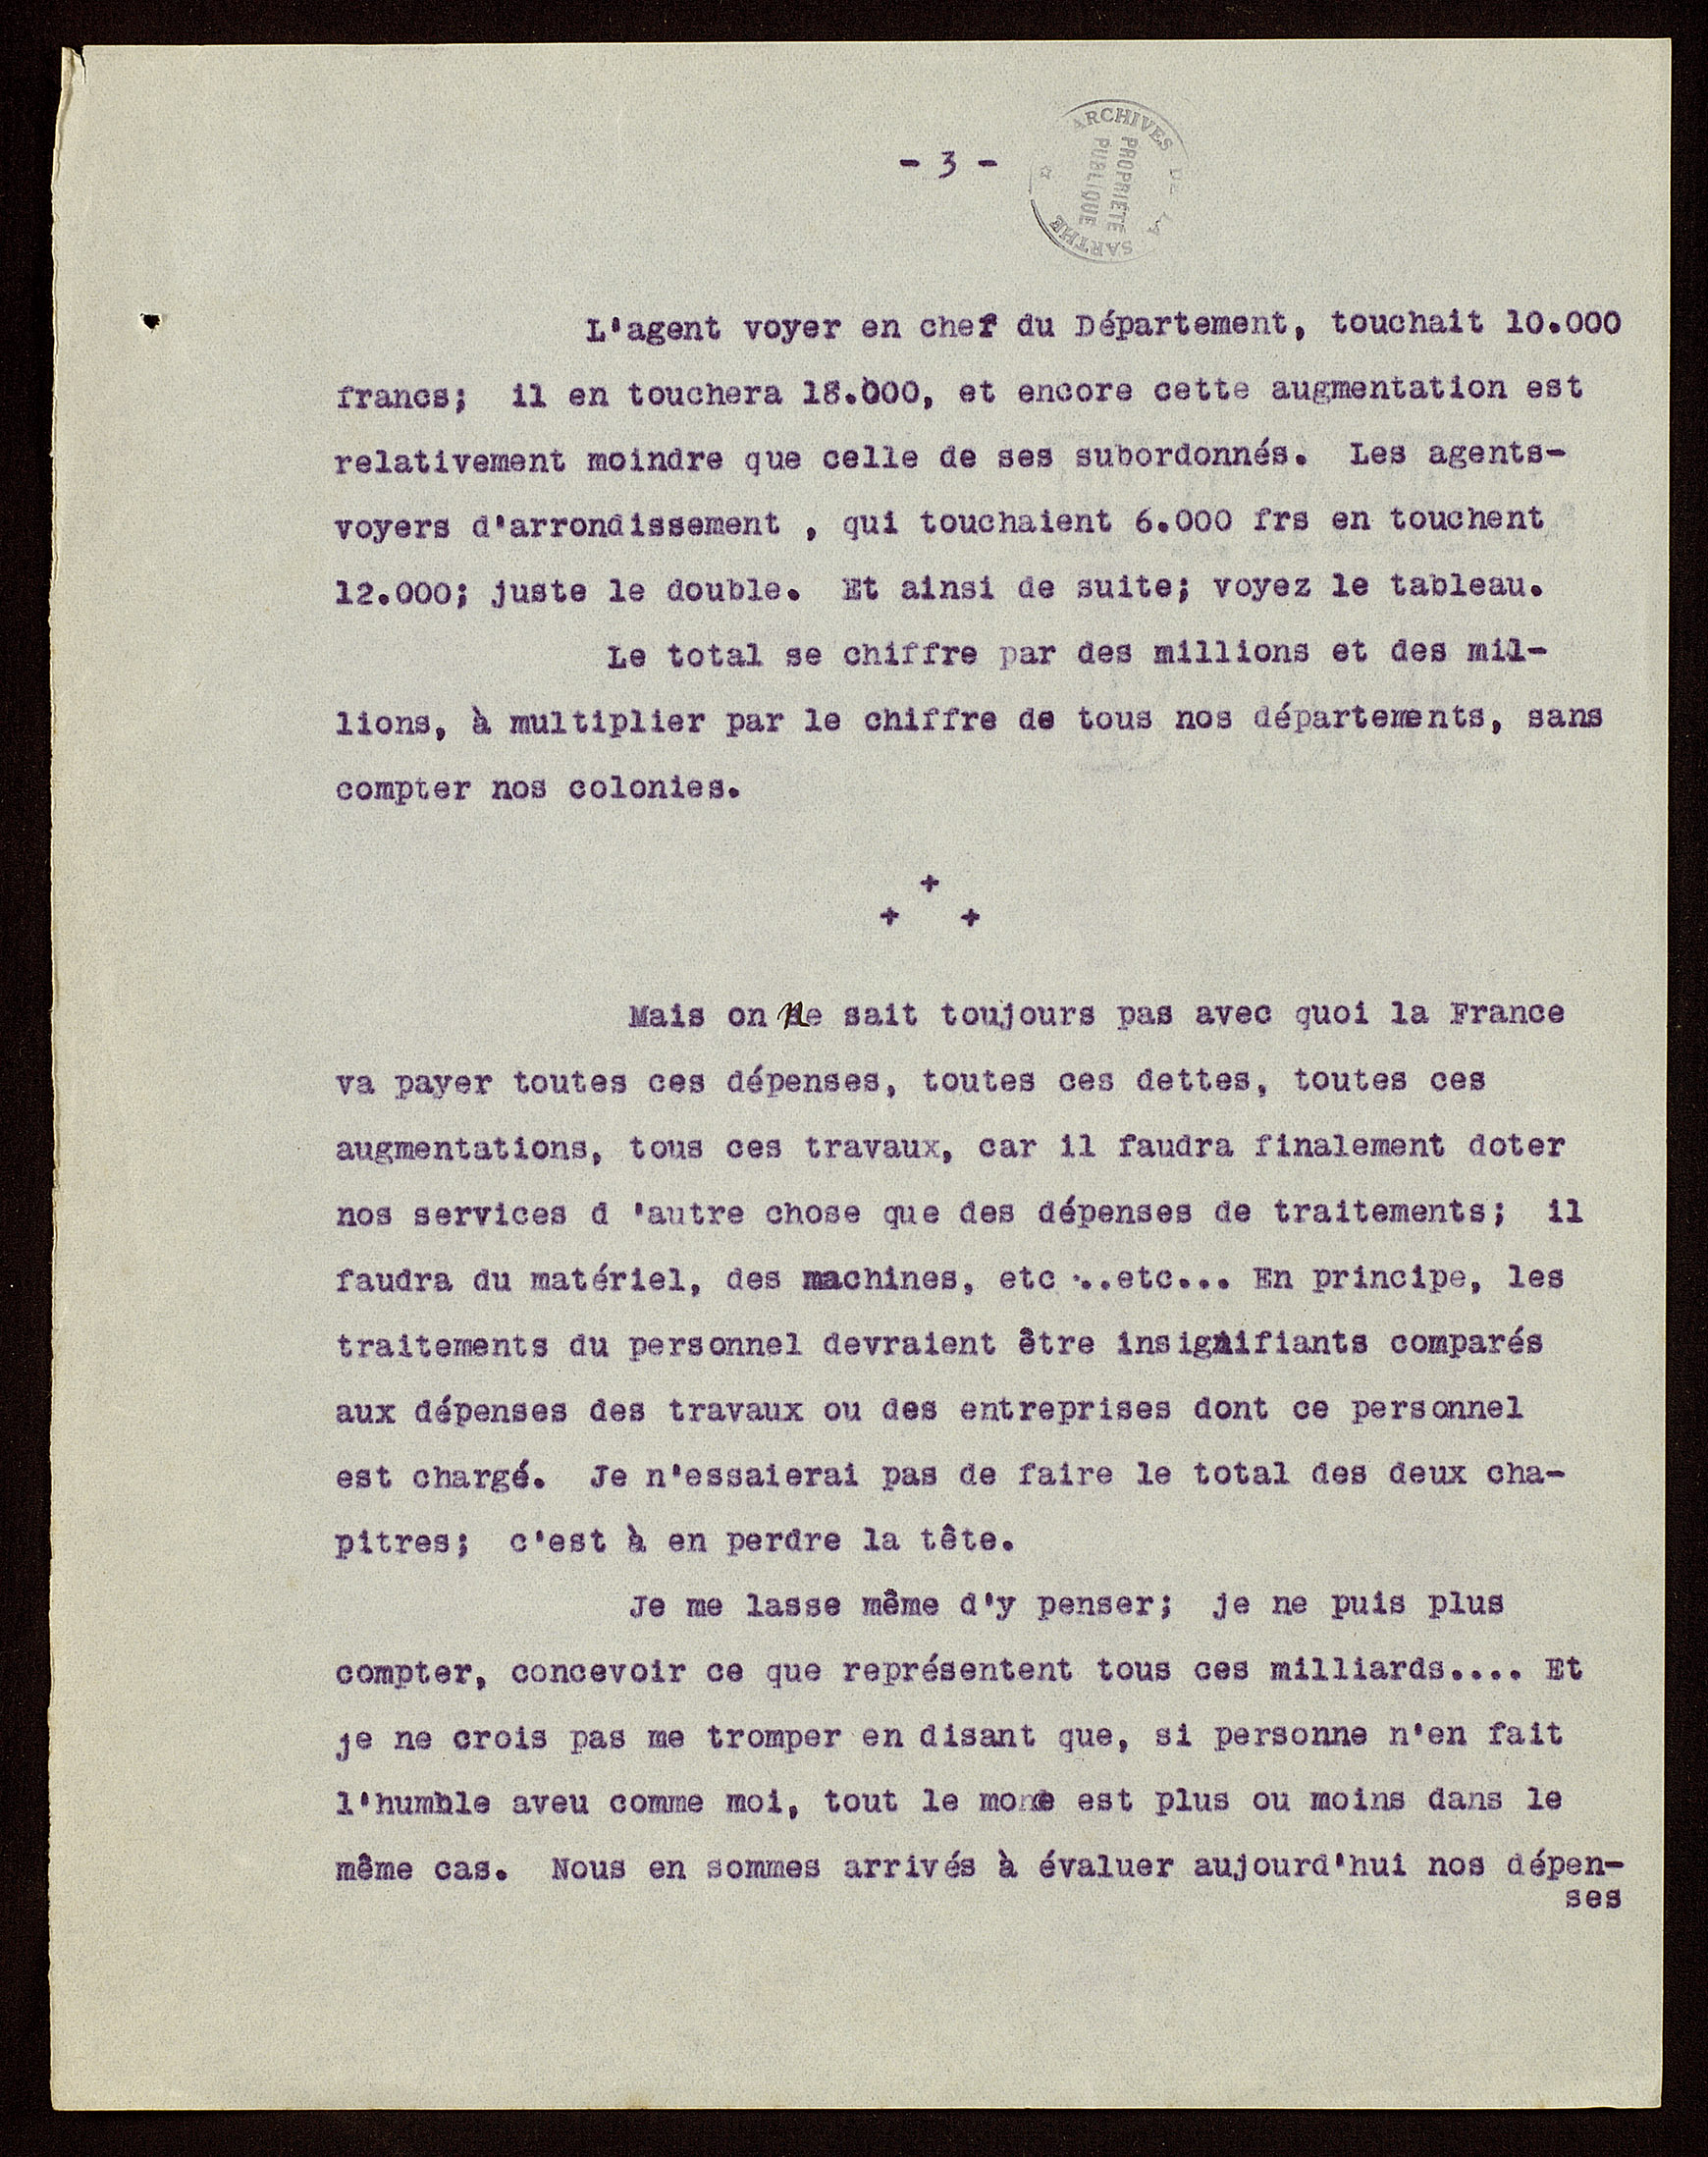 - 3 -
ARCHIVES DE LA SARTHE
PROPRIÉTÉ
PUBLIQUE
L'agent voyer en chef du Département, touchait 10.000
francs; il en touchera 18.000, et encore cette augmentation est
relativement moindre que celle de ses subordonnés. Les agents-
voyers d'arrondissement , qui touchaient 6.000 frs en touchent
12.000; juste le double. Et ainsi de suite; voyez le tableau.
Le total se chiffre par des millions et des mil-
lions, à multiplier par le chiffre de tous nos départements, sans
compter nos colonies.
+
+ +
Mais on ne sait toujours pas avec quoi la France
va payer toutes ces dépenses, toutes ces dettes, toutes ces
augmentations, tous ces travaux, car il faudra finalement doter
nos services d 'autre chose que des dépenses de traitements; il
faudra du matériel, des machines, etc ...etc... En principe, les
traitements du personnel devraient être insignifiants comparés
aux dépenses des travaux ou des entreprises dont ce personnel
est chargé. Je n'essaierai pas de faire le total des deux cha-
pitres; c'est à en perdre la tête.
Je me lasse même d'y penser; je ne puis plus
compter, concevoir ce que représentent tous ces milliards.... Et
je ne crois pas me tromper en disant que, si personne n'en fait
l'humble aveu comme moi, tout le monde est plus ou moins dans le
même cas. Nous en sommes arrivés à évaluer aujourd'hui nos dépen-
ses